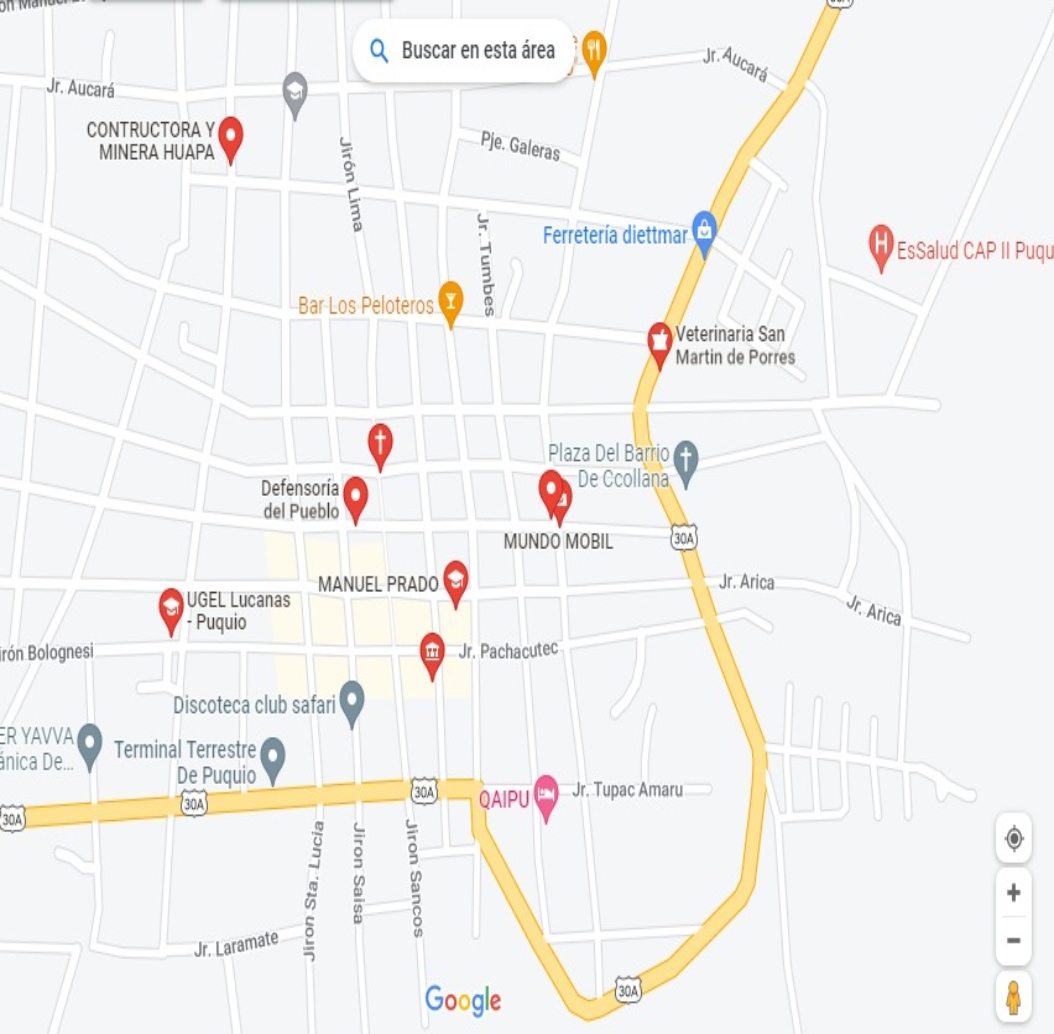 Buscar en esta área
Jr. Aucará
Jr. Aucará
CONTRUCTORA Y
MINERA HUAPA
Pje. Galeras
Jirón Lima
Jr. Tumbes
Ferretería diettmar
EsSalud CAP II Puqu
Bar Los Peloteros
Veterinaria San
Martin de Porres
Plaza Del Barrio
De Ccollana
Defensoría
del Pueblo
MUNDO MOBIL
30A
MANUEL PRADO
Jr. Arica
Jr. Arica
UGEL Lucanas
- Puquio
irón Bolognesi
Jr. Pachacutec
Discoteca club safari
ER YAVVA
ánica De...
Terminal Terrestre
De Puquio
30A
30A
30A
QAIPU
Jr. Tupac Amaru
Jiron Sta. Lucia
Jiron Saisa
Jiron Sancos
Jr. Laramate
30A
Google